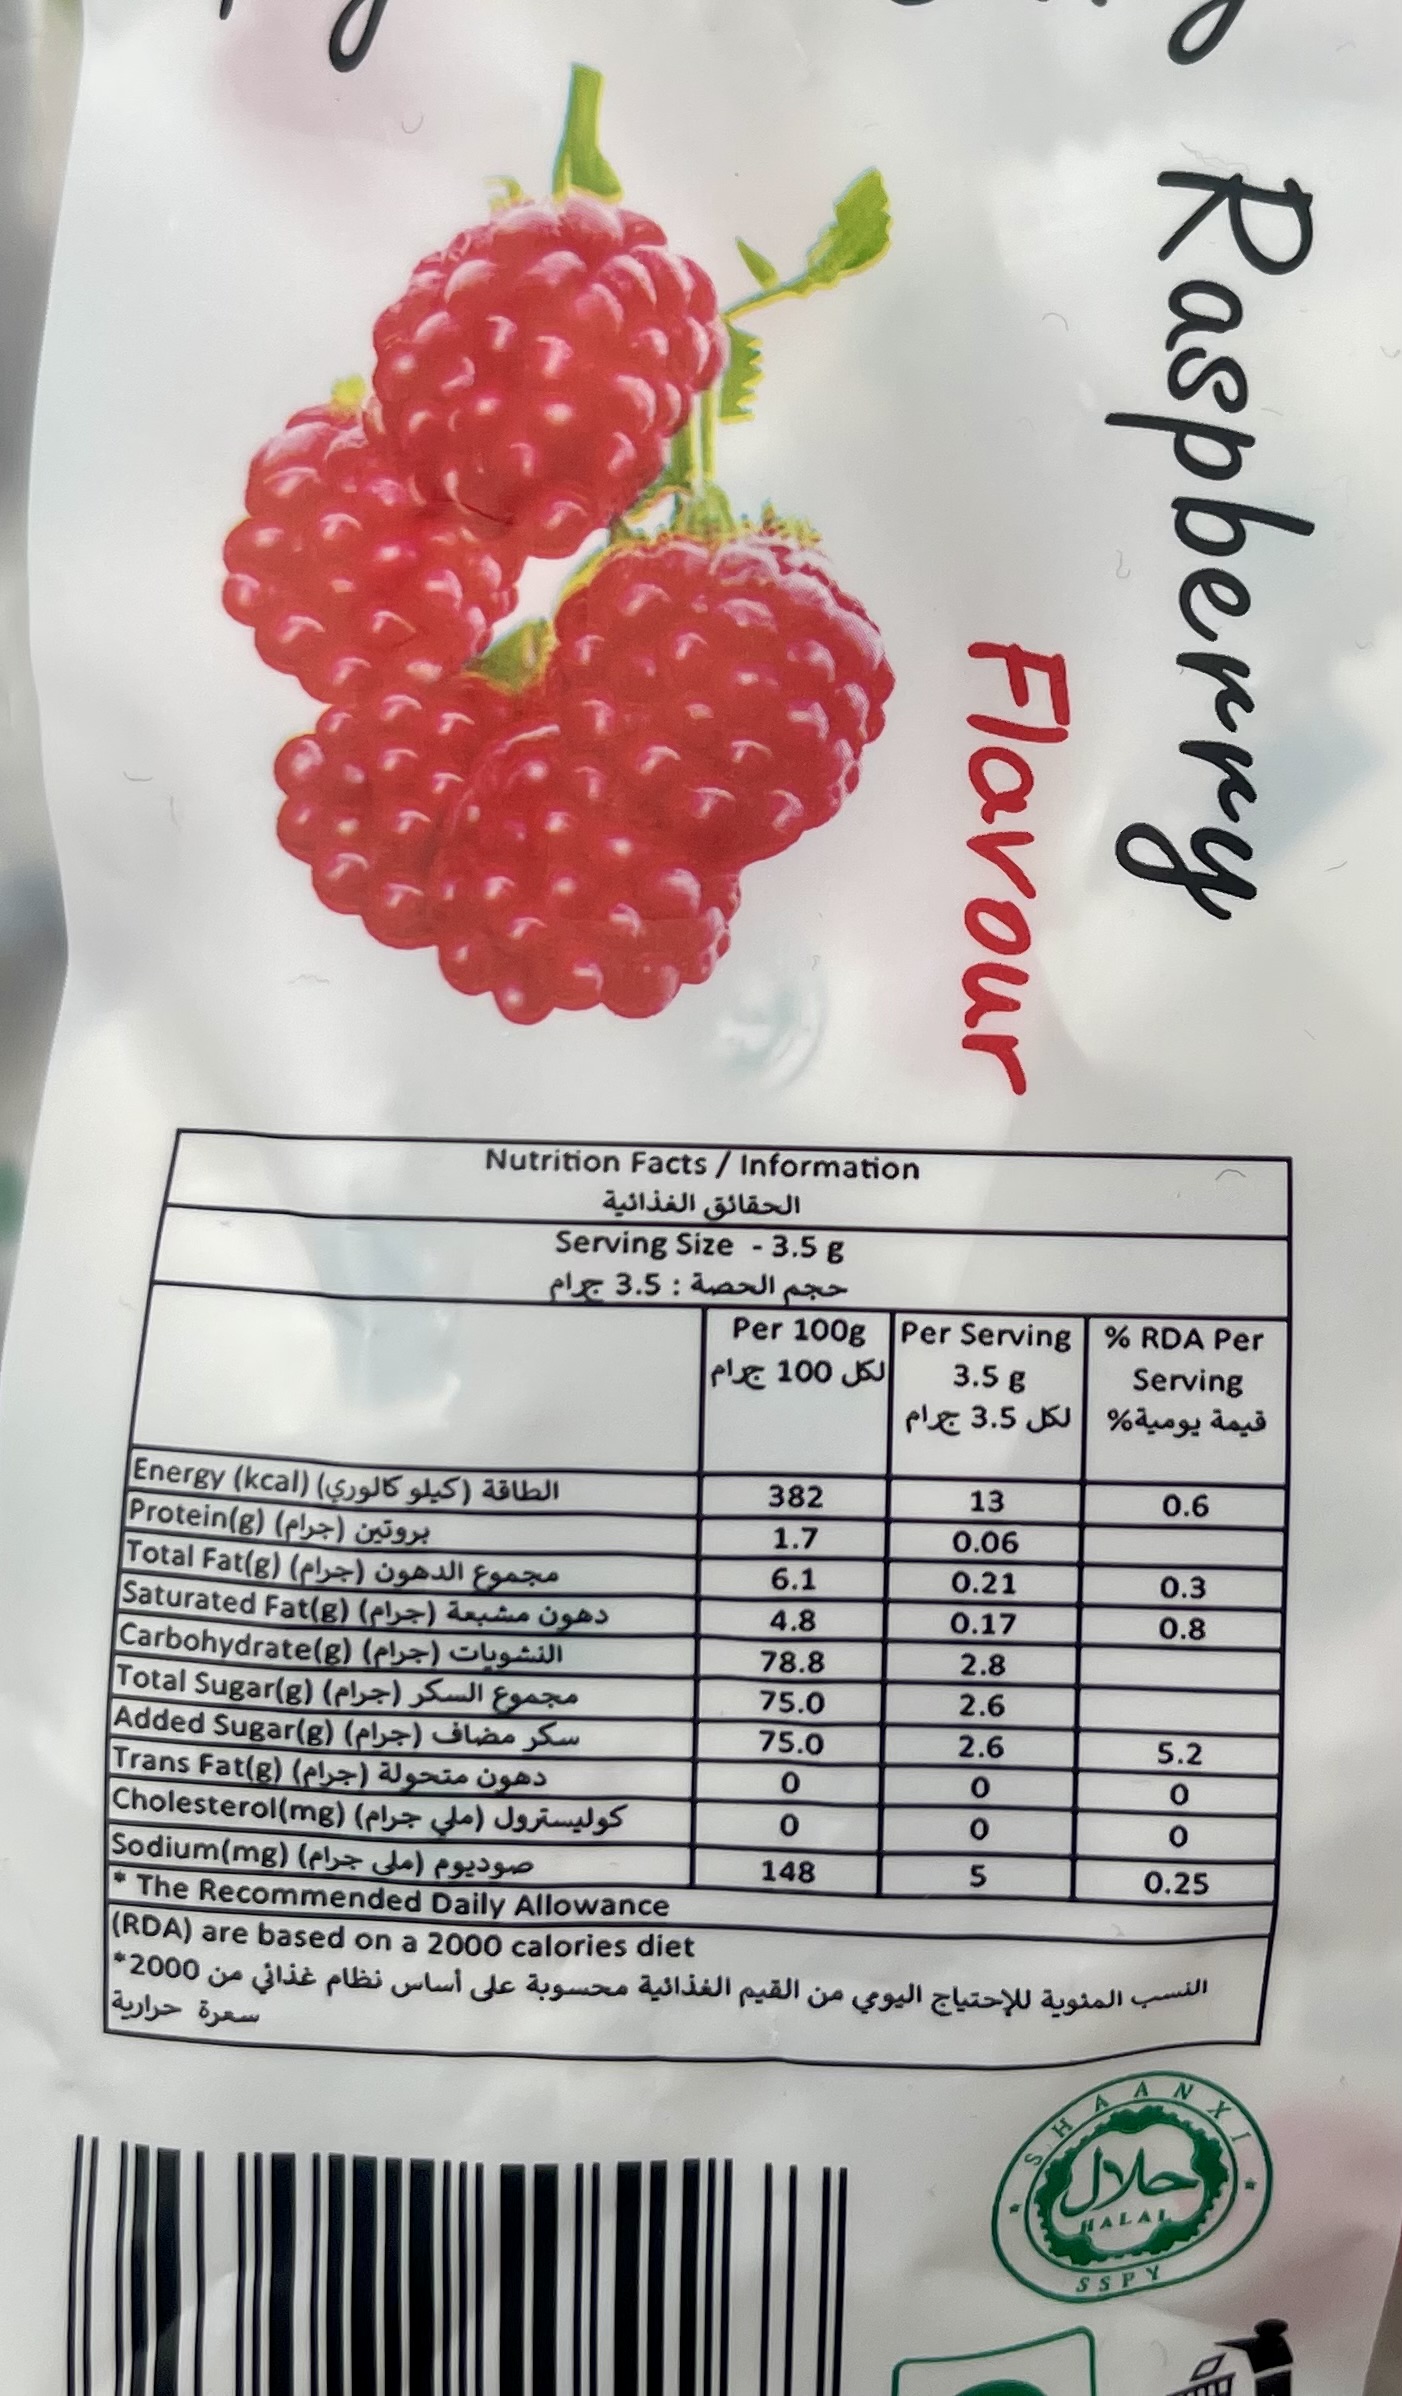 Raspberry
Flavour
Nutrition Facts / Information
الحقائق الغذائية
Serving Size - 3.5 g
حجم الحصة : 3.5 جرام
Per 100g Per Serving % RDA Per
لكل 100 جرام 3.5 g Serving
لكل 3.5 جرام قيمة يومية%
Energy (kcal) الطاقة (كيلو كالوري) 382 13 0.6
Protein(g) بروتين (جرام) 1.7 0.06
Total Fat(g) مجموع الدهون (جرام) 6.1 0.21 0.3
Saturated Fat(g) دهون مشبعة (جرام) 4.8 0.17 0.8
Carbohydrate(g) النشويات (جرام) 78.8 2.8
Total Sugar(g) مجموع السكر (جرام) 75.0 2.6
Added Sugar(g) سكر مضاف (جرام) 75.0 2.6 5.2
Trans Fat(g) دهون متحولة (جرام) 0 0 0
Cholesterol(mg) كوليسترول (ملي جرام) 0 0 0
Sodium(mg) صوديوم (ملي جرام) 148 5 0.25
* The Recommended Daily Allowance
(RDA) are based on a 2000 calories diet
النسب المئوية للإحتياج اليومي من القيم الغذائية محسوبة على أساس نظام غذائي من 2000*
سعرة حرارية
SHAANXI
حلال
HALAL
SSPY